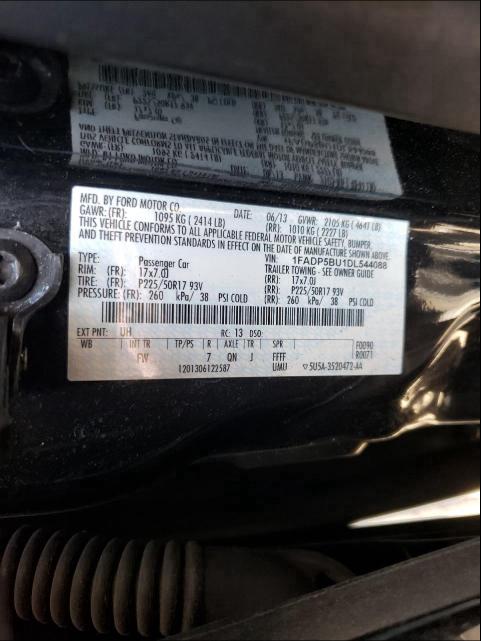 MFD. BY FORD MOTOR CO.
DATE: 06/13 GVWR: 2105 KG ( 4641 LB)
GAWR: (FR): 1095 KG ( 2414 LB) (RR): 1010 KG ( 2227 LB)
THIS VEHICLE CONFORMS TO ALL APPLICABLE FEDERAL MOTOR VEHICLE SAFETY, BUMPER,
AND THEFT PREVENTION STANDARDS IN EFFECT ON THE DATE OF MANUFACTURE SHOWN ABOVE.
VIN: 1FADP5BU1DL544088
TYPE: Passenger Car TRAILER TOWING - SEE OWNER GUIDE
RIM: (FR): 17x7.0J (RR): 17x7.0J
TIRE: (FR): P225/50R17 93V (RR): P225/50R17 93V
PRESSURE: (FR): 260 kPa/ 38 PSI COLD (RR): 260 kPa/ 38 PSI COLD
EXT PNT: UH RC: 13 DSO:
WB INT TR TP/PS R AXLE TR SPR F0090
FW 7 QN J FFFF R0071
1201306122587 UMU 5U5A-3520472-AA